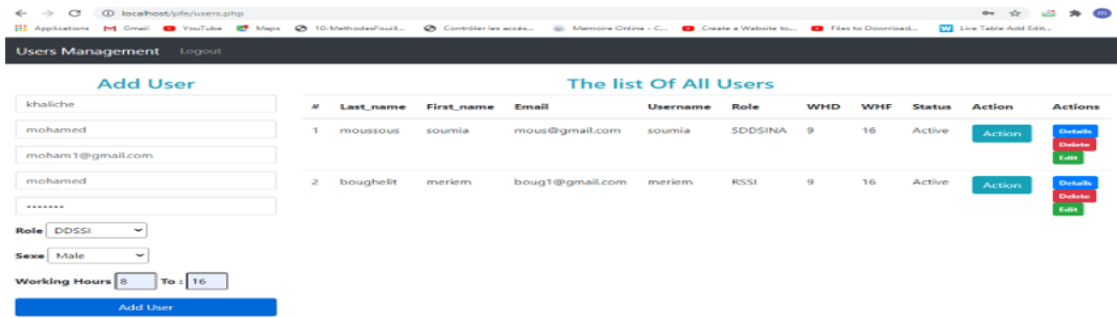 localhost/pfe/users.php
Applications Gmail YouTube Maps 10-MethodesFouill... Contrôler les accés... Memoire Online - C... Create a Website to... Files to Download... Live Table Add Edit...
Users Management Logout
Add User
khaliche
mohamed
moham1@gmail.com
mohamed
•••••••
Role DDSSI
Sexe Male
Working Hours 8 To : 16
Add User
The list Of All Users
# Last_name First_name Email Username Role WHD WHF Status Action Actions
1 moussous soumia mous@gmail.com soumia SDDSINA 9 16 Active Action Details
Delete
Edit
2 boughelit meriem boug1@gmail.com meriem RSSI 9 16 Active Action Details
Delete
Edit